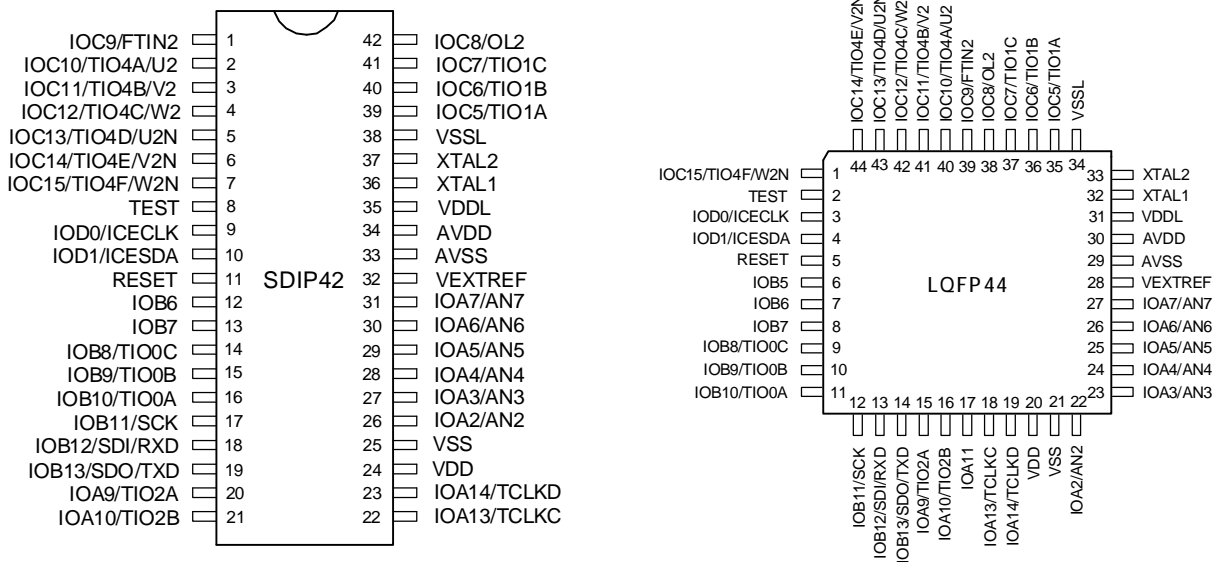 IOC9/FTIN2 1 42 IOC8/OL2
IOC10/TIO4A/U2 2 41 IOC7/TIO1C
IOC11/TIO4B/V2 3 40 IOC6/TIO1B
IOC12/TIO4C/W2 4 39 IOC5/TIO1A
IOC13/TIO4D/U2N 5 38 VSSL
IOC14/TIO4E/V2N 6 37 XTAL2
IOC15/TIO4F/W2N 7 36 XTAL1
TEST 8 35 VDDL
IOD0/ICECLK 9 34 AVDD
IOD1/ICESDA 10 33 AVSS
RESET 11 SDIP42 32 VEXTREF
IOB6 12 31 IOA7/AN7
IOB7 13 30 IOA6/AN6
IOB8/TIO0C 14 29 IOA5/AN5
IOB9/TIO0B 15 28 IOA4/AN4
IOB10/TIO0A 16 27 IOA3/AN3
IOB11/SCK 17 26 IOA2/AN2
IOB12/SDI/RXD 18 25 VSS
IOB13/SDO/TXD 19 24 VDD
IOA9/TIO2A 20 23 IOA14/TCLKD
IOA10/TIO2B 21 22 IOA13/TCLKC
IOC14/TIO4E/V2N
IOC13/TIO4D/U2N
IOC12/TIO4C/W2
IOC11/TIO4B/V2
IOC10/TIO4A/U2
IOC9/FTIN2
IOC8/OL2
IOC7/TIO1C
IOC6/TIO1B
IOC5/TIO1A
VSSL
44 43 42 41 40 39 38 37 36 35 34
IOC15/TIO4F/W2N 1 33 XTAL2
TEST 2 32 XTAL1
IOD0/ICECLK 3 31 VDDL
IOD1/ICESDA 4 30 AVDD
RESET 5 29 AVSS
IOB5 6 LQFP44 28 VEXTREF
IOB6 7 27 IOA7/AN7
IOB7 8 26 IOA6/AN6
IOB8/TIO0C 9 25 IOA5/AN5
IOB9/TIO0B 10 24 IOA4/AN4
IOB10/TIO0A 11 23 IOA3/AN3
12 13 14 15 16 17 18 19 20 21 22
IOB11/SCK
IOB12/SDI/RXD
IOB13/SDO/TXD
IOA9/TIO2A
IOA10/TIO2B
IOA11
IOA13/TCLKC
IOA14/TCLKD
VDD
VSS
IOA2/AN2